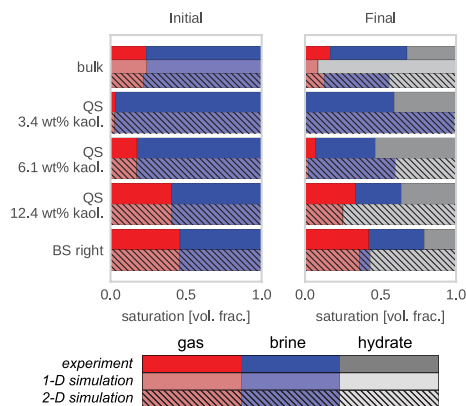 Initial
Final
bulk
QS
3.4 wt% kaol.
QS
6.1 wt% kaol.
QS
12.4 wt% kaol.
BS right
0.0 0.5 1.0
0.0 0.5 1.0
saturation [vol. frac.]
saturation [vol. frac.]
gas brine hydrate
experiment
1-D simulation
2-D simulation